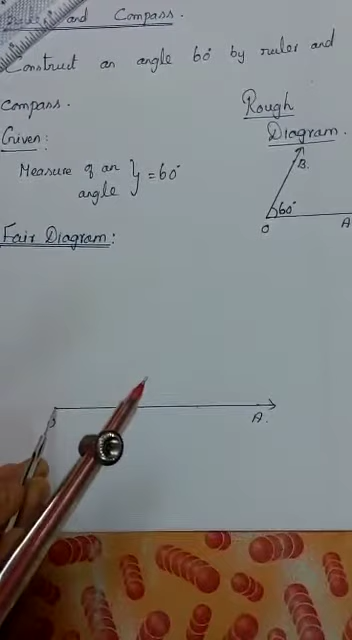 and Compass.
Construct an angle 60° by ruler and
Compass.
Given:
Measure of an angle } = 60°
Rough
Diagram.
B.
60°
O
A
Fair Diagram:
A.